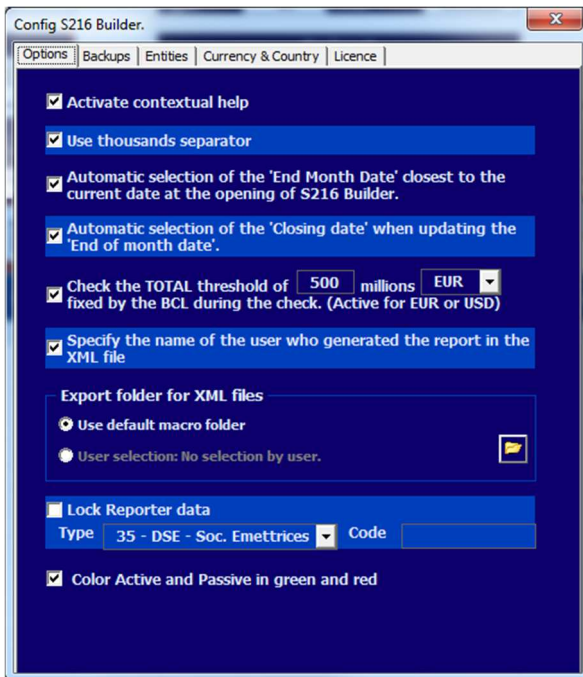 Config S216 Builder.
Options Backups Entities Currency & Country Licence
Activate contextual help
Use thousands separator
Automatic selection of the 'End Month Date' closest to the
current date at the opening of S216 Builder.
Automatic selection of the 'Closing date' when updating the
'End of month date'.
Check the TOTAL threshold of 500 millions EUR
fixed by the BCL during the check. (Active for EUR or USD)
Specify the name of the user who generated the report in the
XML file
Export folder for XML files
Use default macro folder
User selection: No selection by user.
Lock Reporter data
Type 35 - DSE - Soc. Emettrices Code
Color Active and Passive in green and red